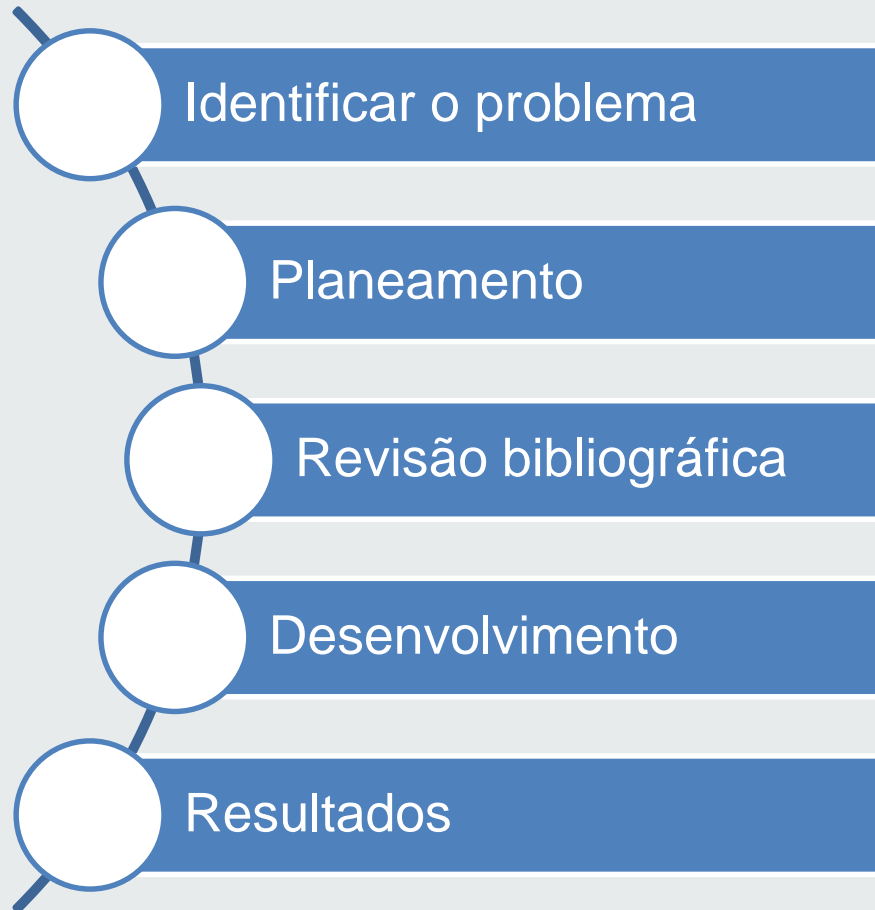 Identificar o problema
Planeamento
Revisão bibliográfica
Desenvolvimento
Resultados